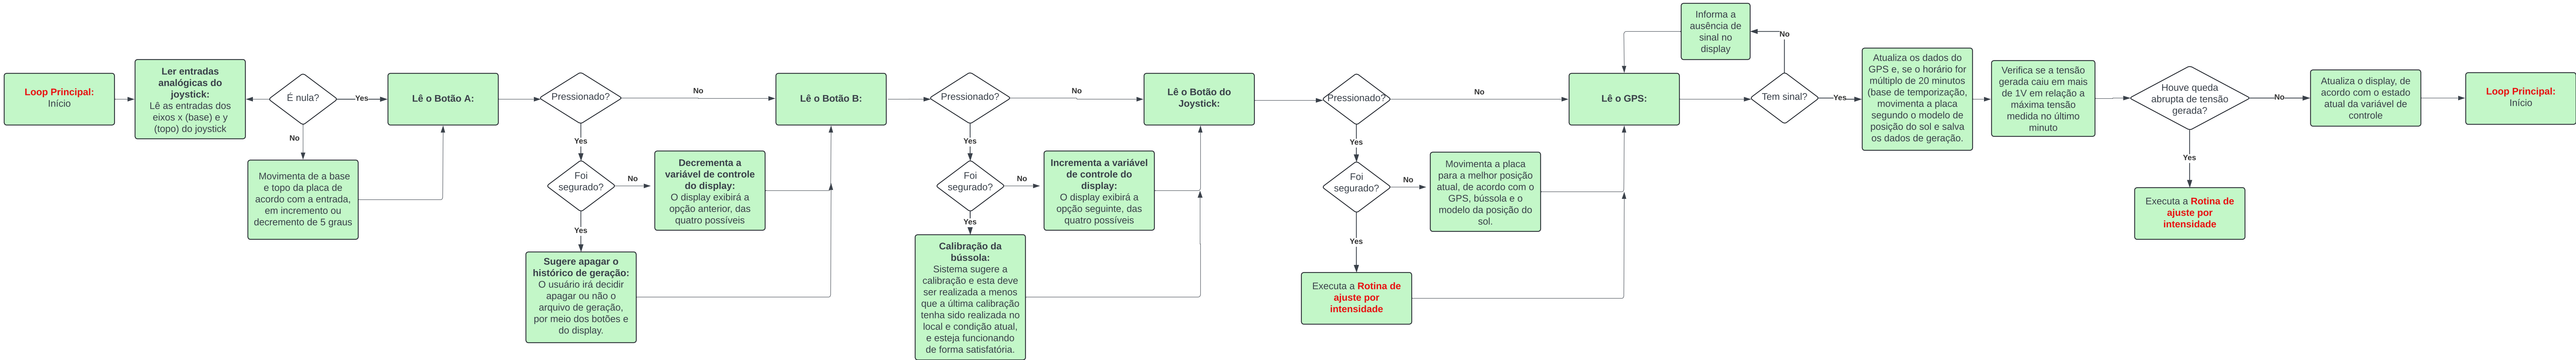 Loop Principal:
Início
Ler entradas
analógicas do
joystick:
Lê as entradas dos
eixos x (base) e y
(topo) do joystick
É nula?
Yes
No
Movimenta de a base
e topo da placa de
acordo com a entrada,
em incremento ou
decremento de 5 graus
Lê o Botão A:
Pressionado?
No
Yes
Foi
segurado?
No
Decrementa a
variável de controle
do display:
O display exibirá a
opção anterior, das
quatro possíveis
Yes
Sugere apagar o
histórico de geração:
O usuário irá decidir
apagar ou não o
arquivo de geração,
por meio dos botões e
do display.
Lê o Botão B:
Pressionado?
No
Yes
Foi
segurado?
No
Incrementa a variável
de controle do
display:
O display exibirá a
opção seguinte, das
quatro possíveis
Yes
Calibração da
bússola:
Sistema sugere a
calibração e esta deve
ser realizada a menos
que a última calibração
tenha sido realizada no
local e condição atual,
e esteja funcionando
de forma satisfatória.
Lê o Botão do
Joystick:
Pressionado?
No
Yes
Foi
segurado?
No
Movimenta a placa
para a melhor posição
atual, de acordo com o
GPS, bússola e o
modelo da posição do
sol.
Yes
Executa a Rotina de
ajuste por
intensidade
Lê o GPS:
Tem sinal?
No
Informa a
ausência de
sinal no
display
Yes
Atualiza os dados do
GPS e, se o horário for
múltiplo de 20 minutos
(base de temporização,
movimenta a placa
segundo o modelo de
posição do sol e salva
os dados de geração.
Verifica se a tensão
gerada caiu em mais
de 1V em relação a
máxima tensão
medida no último
minuto
Houve queda
abrupta de tensão
gerada?
No
Yes
Executa a Rotina de
ajuste por
intensidade
Atualiza o display, de
acordo com o estado
atual da variável de
controle
Loop Principal:
Início